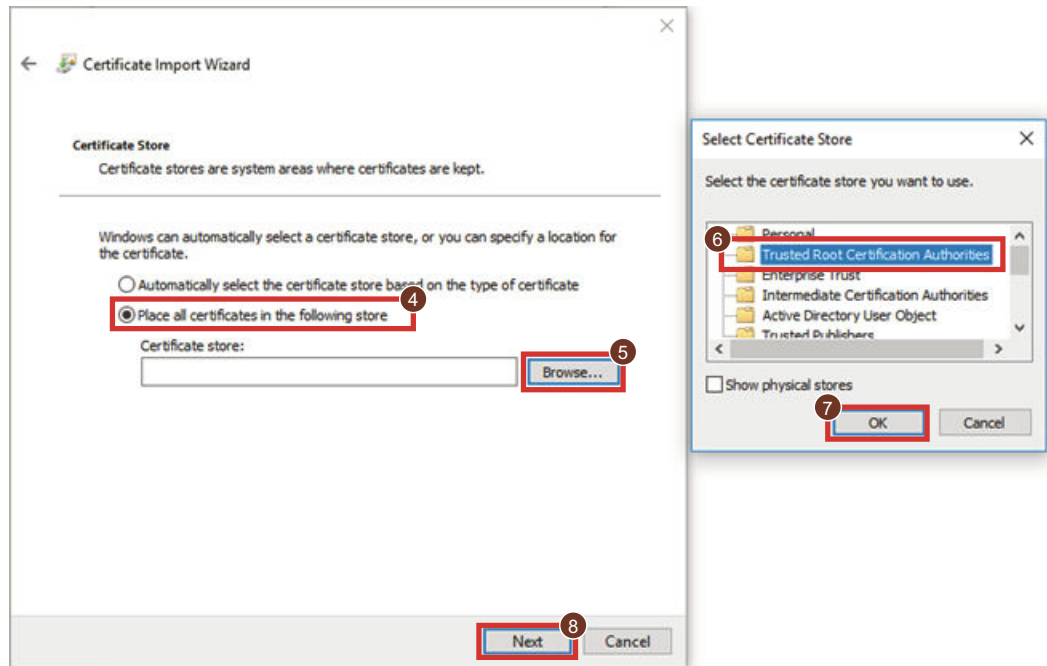 Certificate Import Wizard
Certificate Store
Certificate stores are system areas where certificates are kept.
Windows can automatically select a certificate store, or you can specify a location for
the certificate.
Automatically select the certificate store based on the type of certificate
4
Place all certificates in the following store
Certificate store:
5
Browse...
8
Next
Cancel
Select Certificate Store
Select the certificate store you want to use.
6
Personal
Trusted Root Certification Authorities
Enterprise Trust
Intermediate Certification Authorities
Active Directory User Object
Trusted Publishers
Show physical stores
7
OK
Cancel